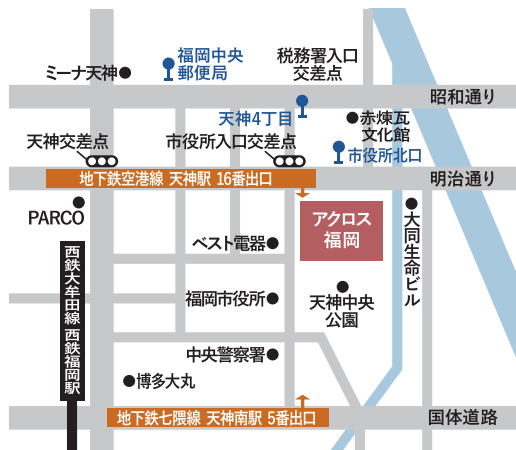 福岡中央
郵便局
税務署入口
交差点
ミーナ天神
昭和通り
天神4丁目
赤煉瓦
文化館
天神交差点
市役所入口交差点
市役所北口
地下鉄空港線 天神駅 16番出口
明治通り
PARCO
アクロス
福岡
大同生命ビル
ベスト電器
西鉄大牟田線 西鉄福岡駅
福岡市役所
天神中央
公園
中央警察署
博多大丸
地下鉄七隈線 天神南駅 5番出口
国体道路